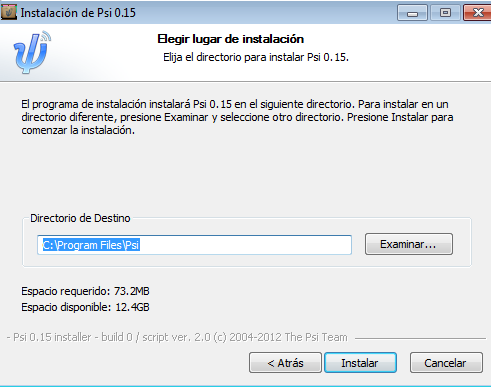 Instalación de Psi 0.15
Elegir lugar de instalación
Elija el directorio para instalar Psi 0.15.
El programa de instalación instalará Psi 0.15 en el siguiente directorio. Para instalar en un
directorio diferente, presione Examinar y seleccione otro directorio. Presione Instalar para
comenzar la instalación.
Directorio de Destino
C:\Program Files\Psi
Examinar...
Espacio requerido: 73.2MB
Espacio disponible: 12.4GB
- Psi 0.15 installer - build 0 / script ver. 2.0 (c) 2004-2012 The Psi Team
< Atrás
Instalar
Cancelar